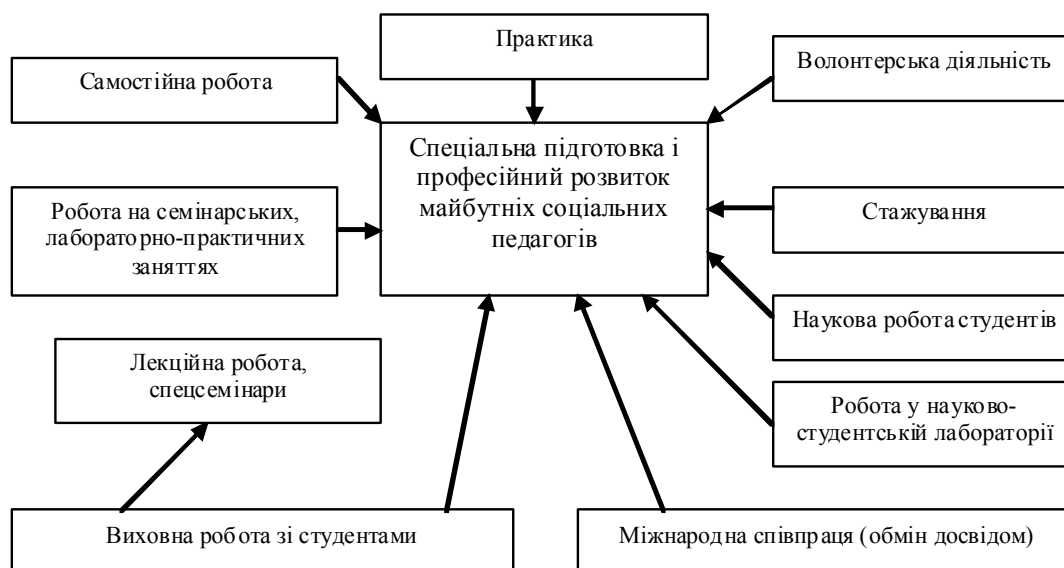 Практика
Самостійна робота
Волонтерська діяльність
Спеціальна підготовка і
професійний розвиток
майбутніх соціальних
педагогів
Робота на семінарських,
лабораторно-практичних
заняттях
Стажування
Наукова робота студентів
Лекційна робота,
спецсемінари
Робота у науково-
студентській лабораторії
Виховна робота зі студентами
Міжнародна співпраця (обмін досвідом)